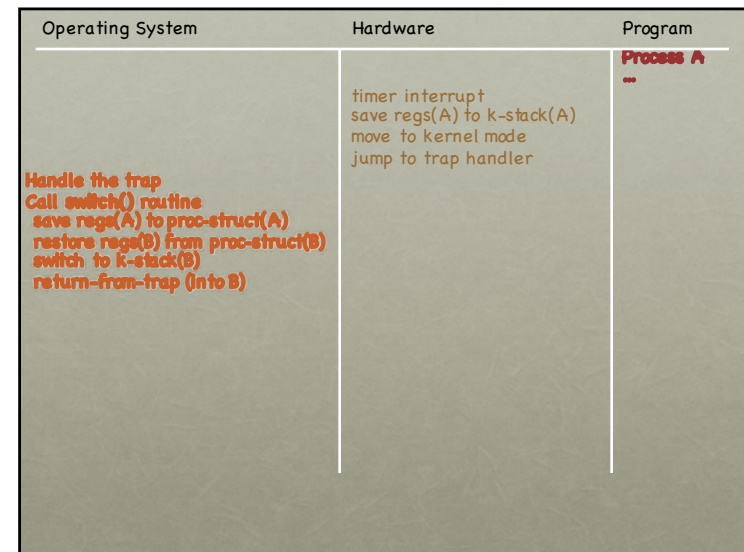 Operating System
Hardware
Program
Process A
...
timer interrupt
save regs(A) to k-stack(A)
move to kernel mode
jump to trap handler
Handle the trap
Call switch() routine
save regs(A) to proc-struct(A)
restore regs(B) from proc-struct(B)
switch to k-stack(B)
return-from-trap (into B)